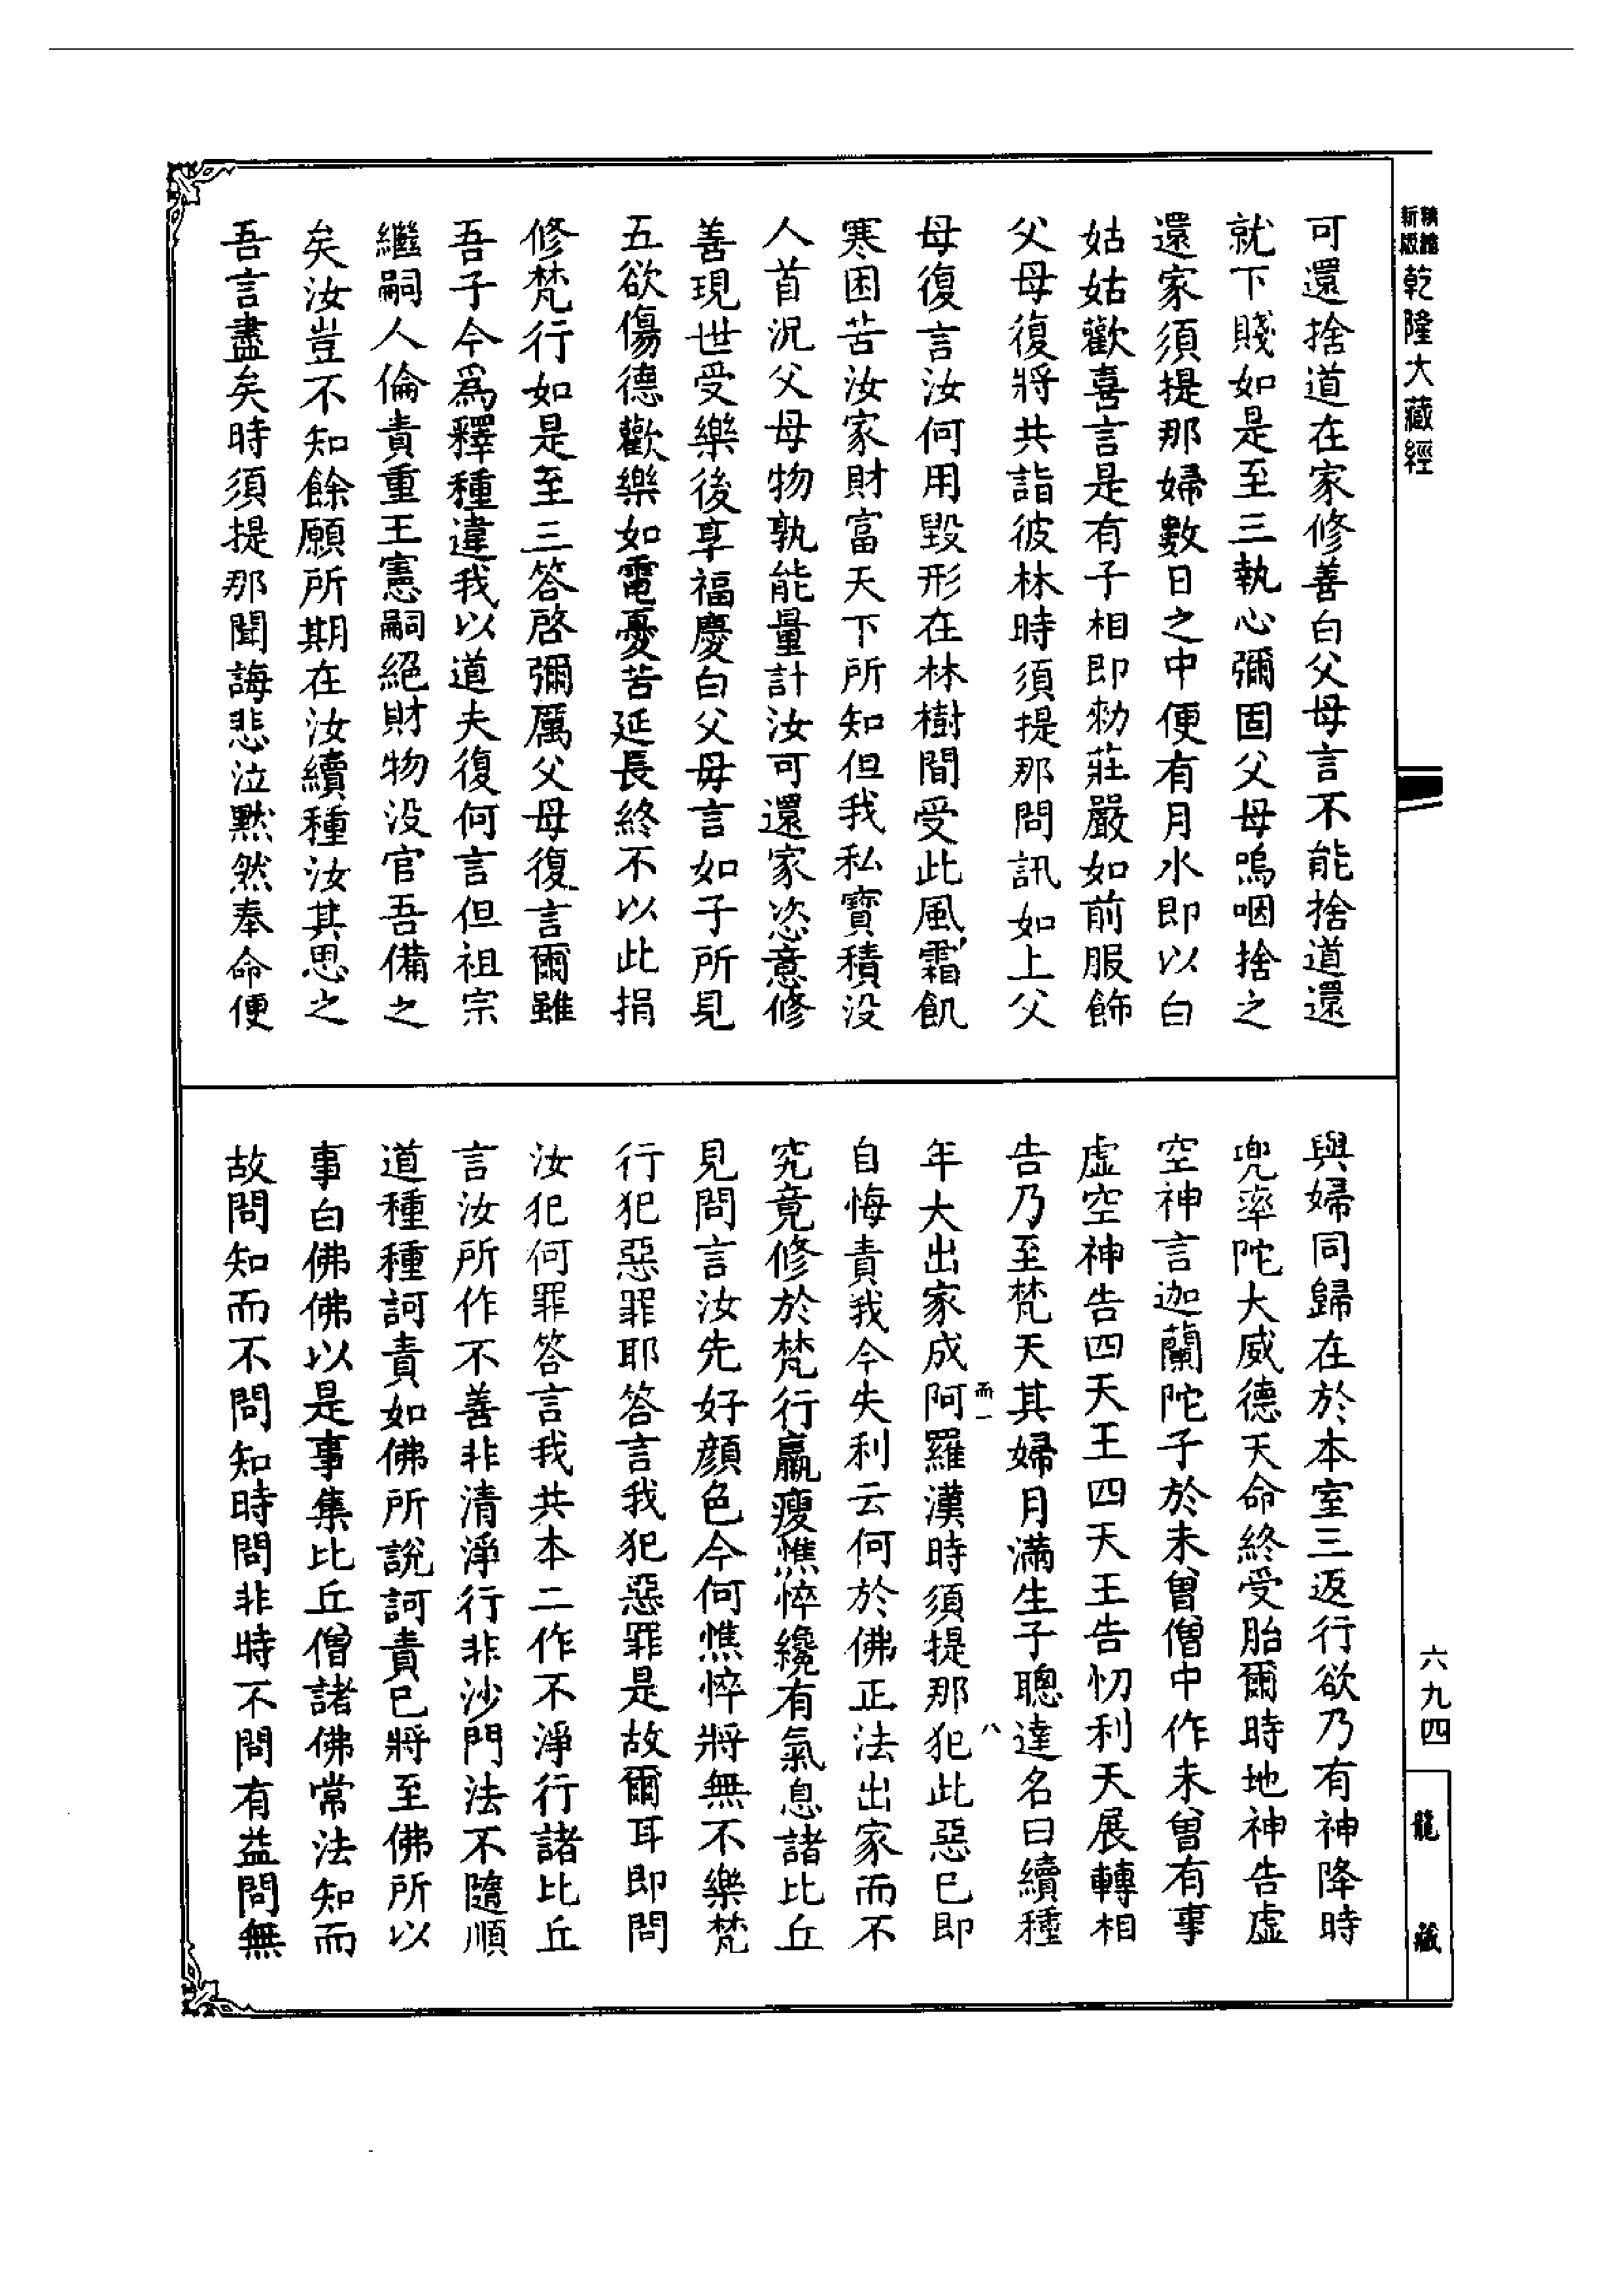 精縮新版乾隆大藏經
可還捨道在家修善白父母言不能捨道還
就下賤如是至三執心彌固父母嗚咽捨之
還家須提那婦數日之中便有月水即以白
姑姑歡喜言是有子相即勑莊嚴如前服飾
父母復將共詣彼林時須提那問訊如上父
母復言汝何用毀形在林樹間受此風霜飢
寒困苦汝家財富天下所知但我私寶積没
人首況父母物孰能量計汝可還家恣意修
善現世受樂後享福慶白父母言如子所見
五欲傷德歡樂如電憂苦延長終不以此捐
修梵行如是至三答啓彌厲父母復言爾雖
吾子今爲釋種違我以道夫復何言但祖宗
繼嗣人倫責重王憲嗣絕財物没官吾備之
矣汝豈不知餘願所期在汝續種汝其思之
吾言盡矣時須提那聞誨悲泣黙然奉命便
與婦同歸在於本室三返行欲乃有神降時
兜率陀大威德天命終受胎爾時地神告虛
空神言迦蘭陀子於未曾僧中作未曾有事
虛空神告四天王四天王告忉利天展轉相
告乃至梵天其婦月滿生子聰達名曰續種
而一 八
年大出家成阿羅漢時須提那犯此惡已即
自悔責我今失利云何於佛正法出家而不
究竟修於梵行羸瘦憔悴纔有氣息諸比丘
見問言汝先好顏色今何憔悴將無不樂梵
行犯惡罪耶答言我犯惡罪是故爾耳即問
汝犯何罪答言我共本二作不淨行諸比丘
言汝所作不善非清淨行非沙門法不隨順
道種種訶責如佛所說訶責已將至佛所以
事白佛佛以是事集比丘僧諸佛常法知而
故問知而不問知時問非時不問有益問無
六九四
龍藏